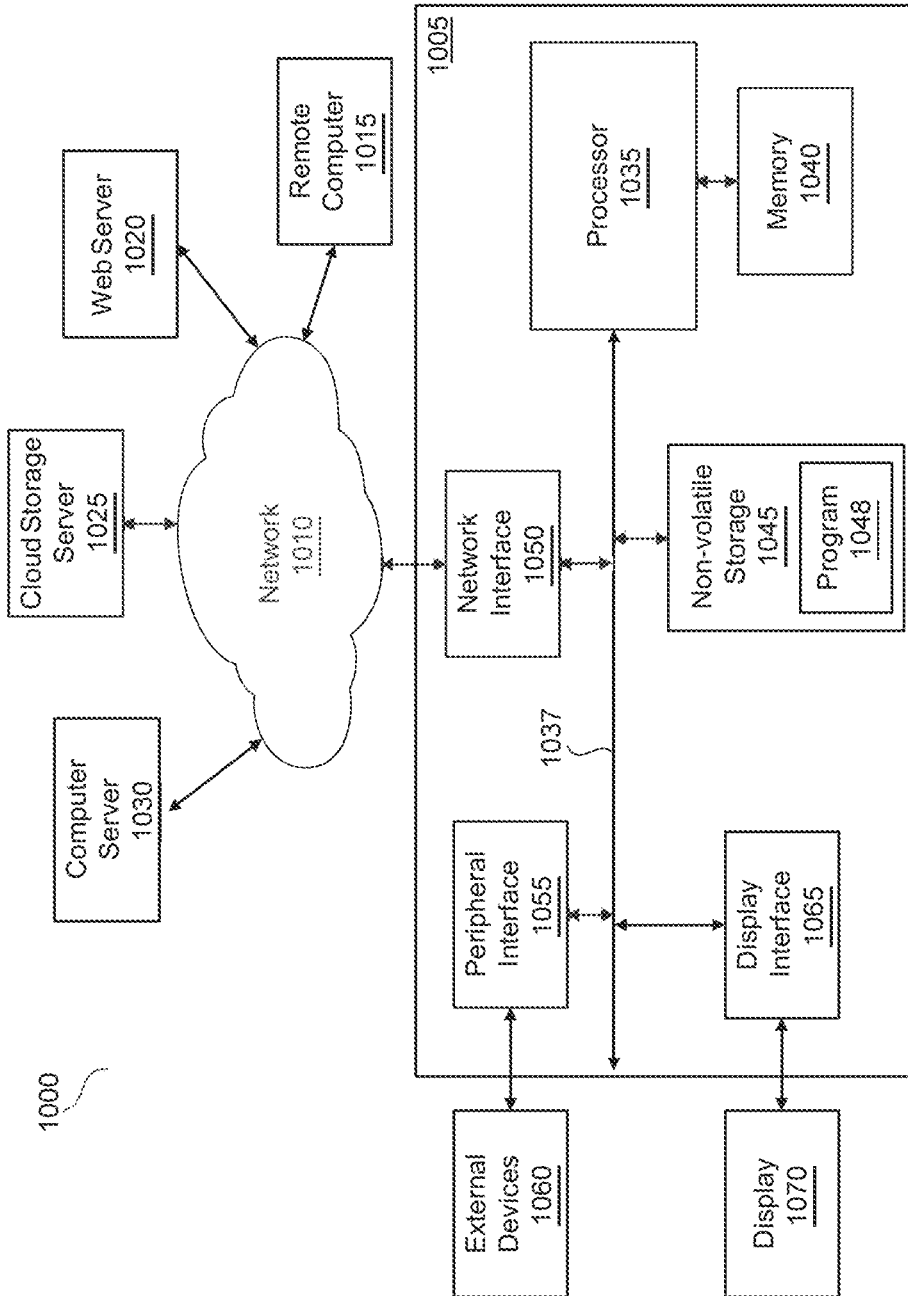 1000
Computer
Server
1030
Cloud Storage
Server
1025
Web Server
1020
Remote
Computer
1015
Network
1010
1005
External
Devices
1060
Peripheral
Interface
1055
Network
Interface
1050
Processor
1035
1037
Display
1070
Display
Interface
1065
Non-volatile
Storage
1045
Program
1048
Memory
1040